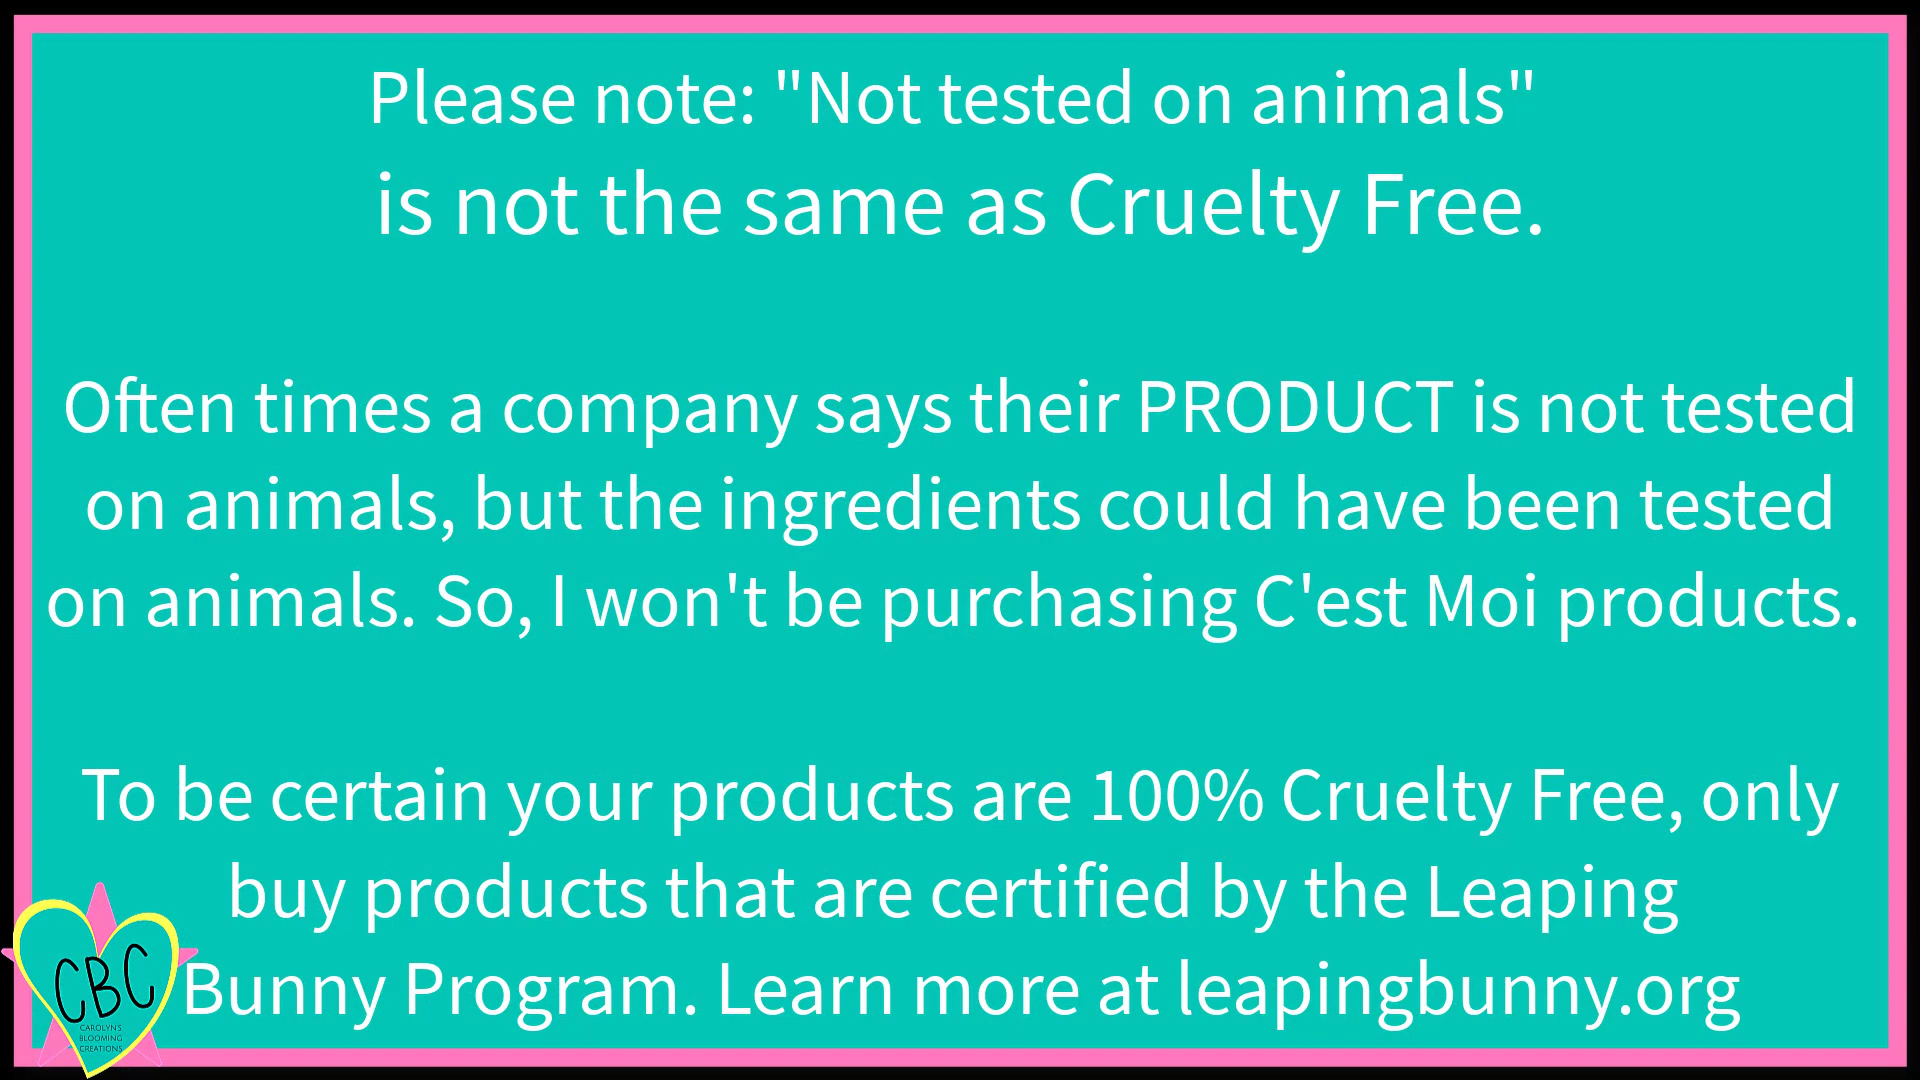 Please note: "Not tested on animals"
is not the same as Cruelty Free.
Often times a company says their PRODUCT is not tested
on animals, but the ingredients could have been tested
on animals. So, I won't be purchasing C'est Moi products.
To be certain your products are 100% Cruelty Free, only
buy products that are certified by the Leaping
Bunny Program. Learn more at leapingbunny.org
CBC
CAROLYN'S
BLOOMING
CREATIONS